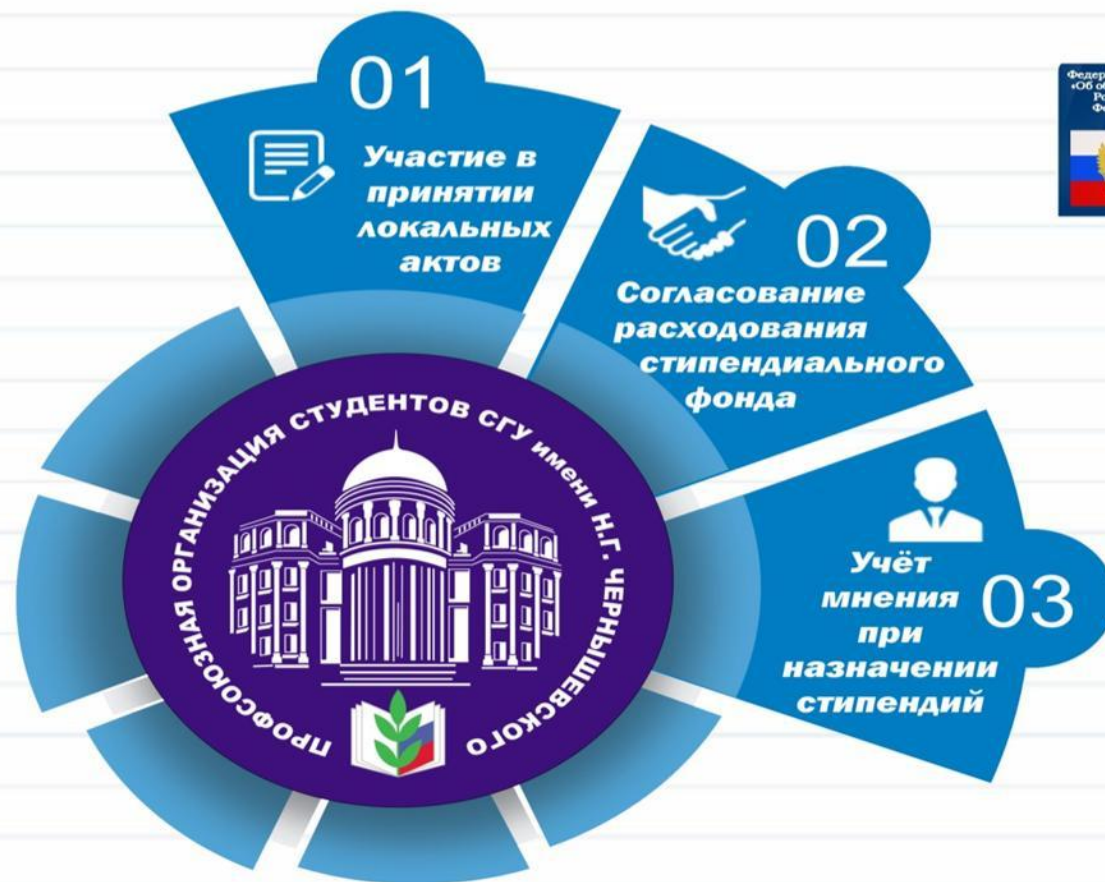 01
Участие в
принятии
локальных
актов
02
Согласование
расходования
стипендиального
фонда
03
Учёт
мнения
при
назначении
стипендий
ПРОФСОЮЗНАЯ ОРГАНИЗАЦИЯ СТУДЕНТОВ СГУ имени Н.Г. ЧЕРНЫШЕВСКОГО
«Об